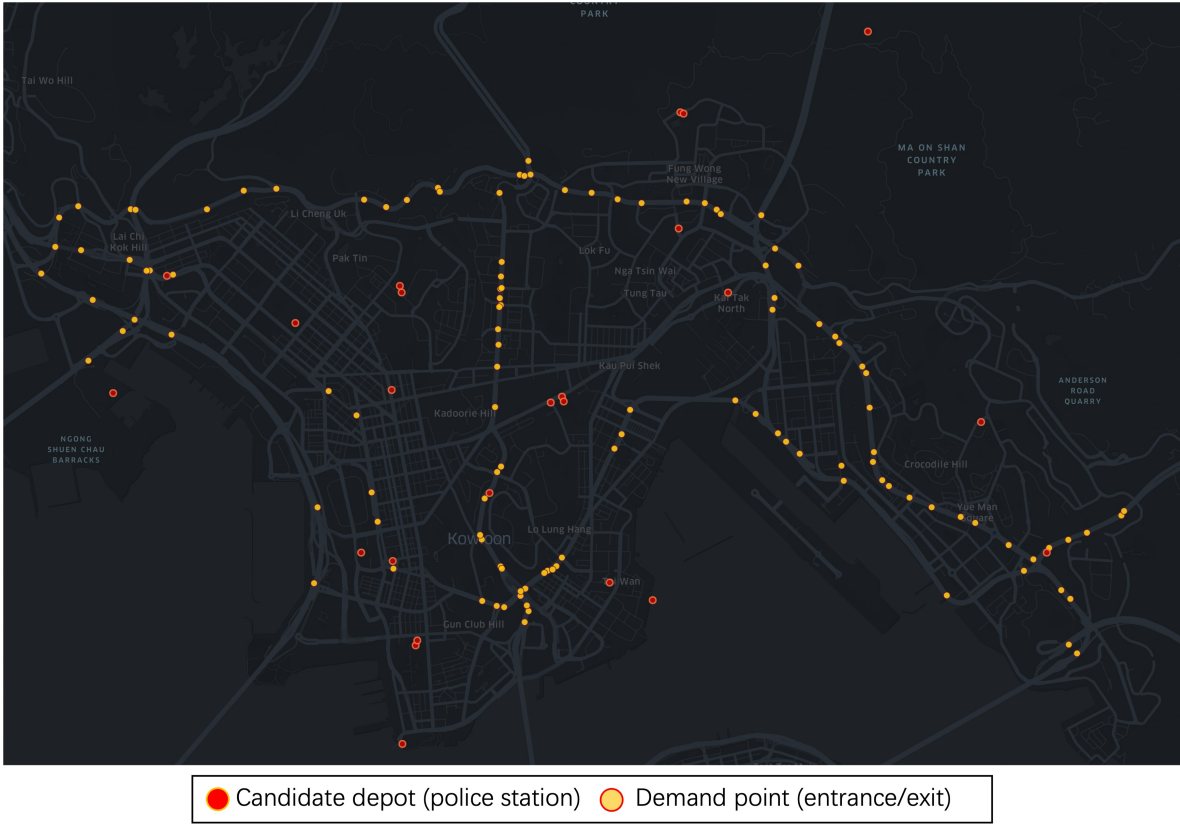 COUNTRY
PARK
Tai Wo Hill
MA ON SHAN
COUNTRY
PARK
Fung Wong
New Village
Li Cheng Uk
Lai Chi
Kok Hill
Lok Fu
Pak Tin
Nga Tsin Wai
Tung Tau
Kai Tak
North
Kau Pui Shek
ANDERSON
ROAD
QUARRY
Kadoorie Hill
NGONG
SHUEN CHAU
BARRACKS
Crocodile Hill
Yue Man
Square
Lo Lung Hang
Kowloon
Tai Wan
Gun Club Hill
Candidate depot (police station)
Demand point (entrance/exit)